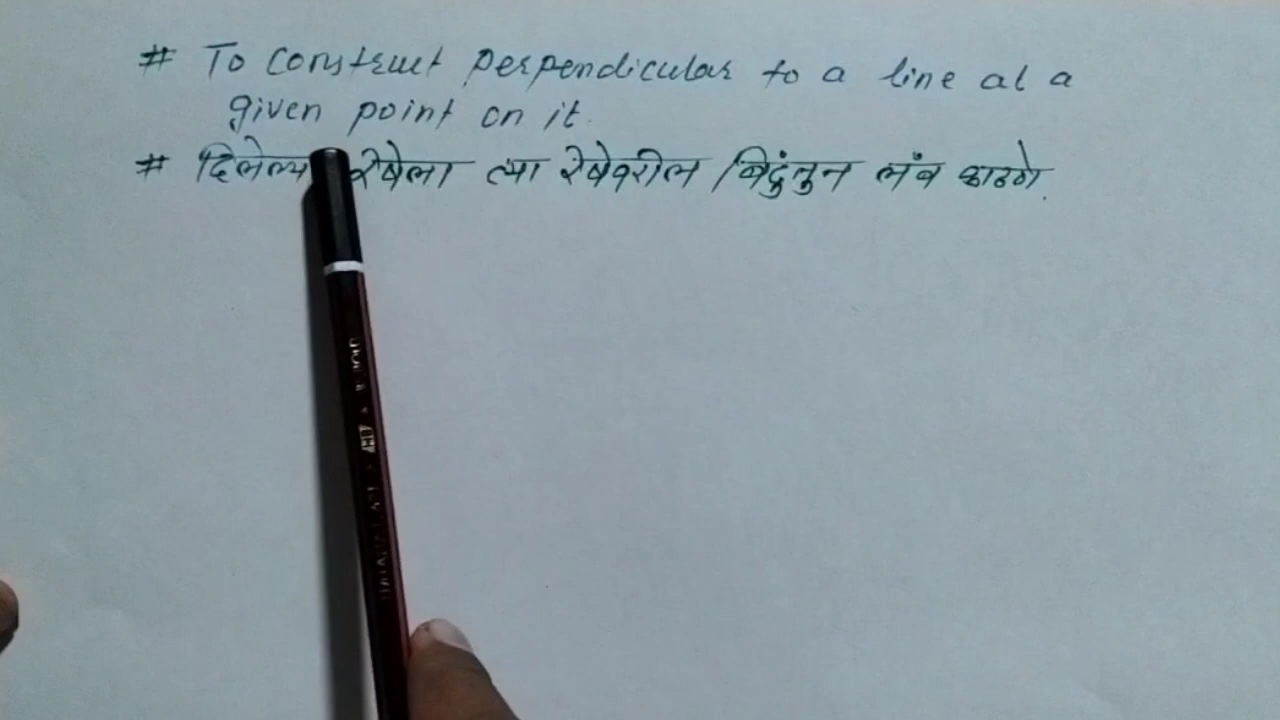 # To construct perpendicular to a line at a
given point on it.
# दिलेल्या रेषेला त्या रेषेवरील बिदुंतुन लंब काढणे.